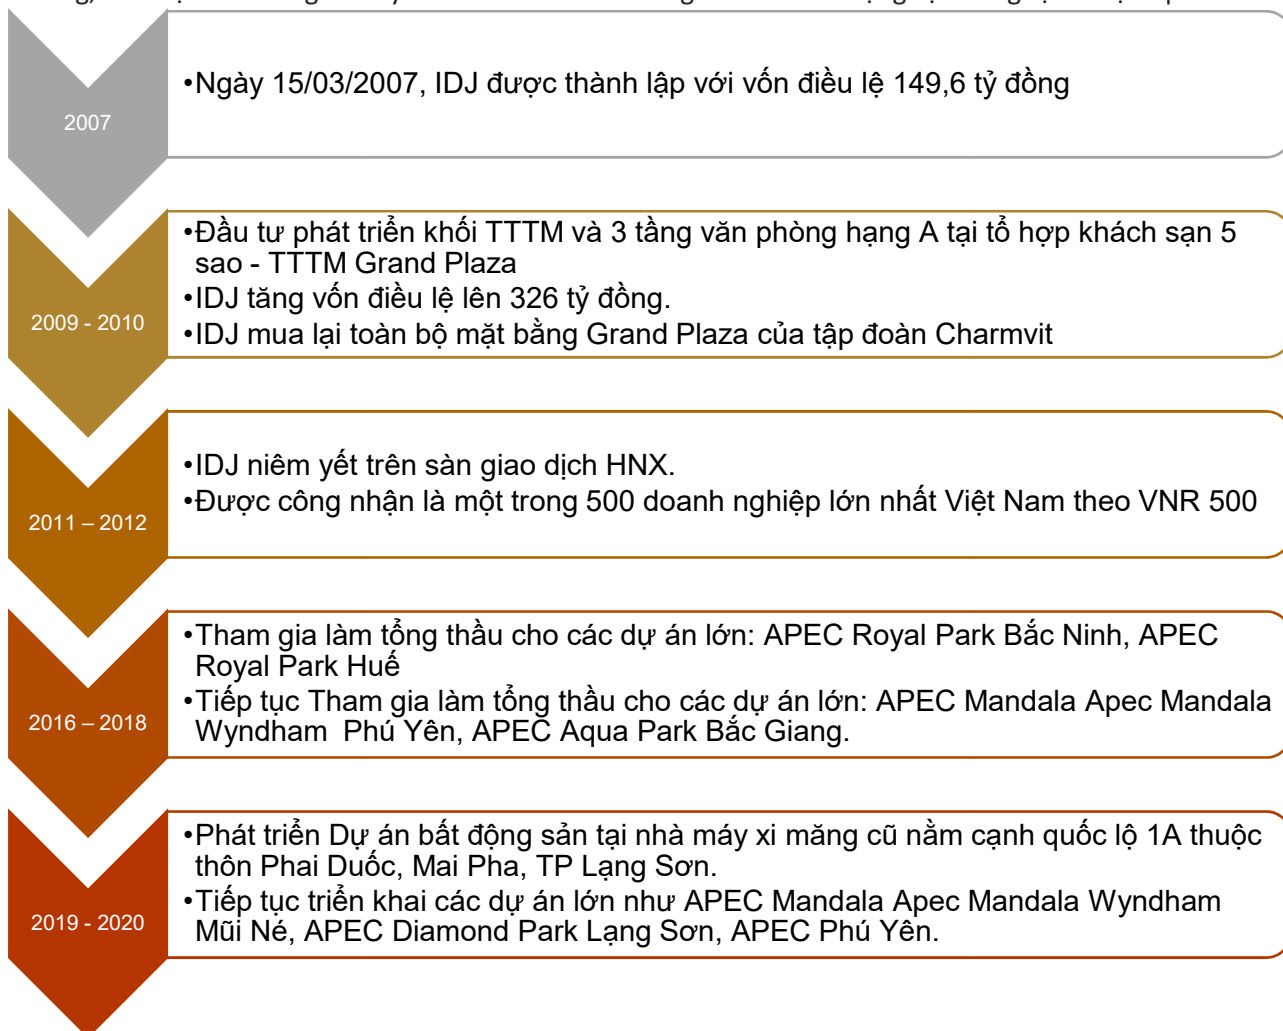 2007
•Ngày 15/03/2007, IDJ được thành lập với vốn điều lệ 149,6 tỷ đồng
2009 - 2010
•Đầu tư phát triển khối TTTM và 3 tầng văn phòng hạng A tại tổ hợp khách sạn 5
sao - TTTM Grand Plaza
•IDJ tăng vốn điều lệ lên 326 tỷ đồng.
•IDJ mua lại toàn bộ mặt bằng Grand Plaza của tập đoàn Charmvit
2011 – 2012
•IDJ niêm yết trên sàn giao dịch HNX.
•Được công nhận là một trong 500 doanh nghiệp lớn nhất Việt Nam theo VNR 500
2016 – 2018
•Tham gia làm tổng thầu cho các dự án lớn: APEC Royal Park Bắc Ninh, APEC
Royal Park Huế
•Tiếp tục Tham gia làm tổng thầu cho các dự án lớn: APEC Mandala Apec Mandala
Wyndham  Phú Yên, APEC Aqua Park Bắc Giang.
2019 - 2020
•Phát triển Dự án bất động sản tại nhà máy xi măng cũ nằm cạnh quốc lộ 1A thuộc
thôn Phai Duốc, Mai Pha, TP Lạng Sơn.
•Tiếp tục triển khai các dự án lớn như APEC Mandala Apec Mandala Wyndham
Mũi Né, APEC Diamond Park Lạng Sơn, APEC Phú Yên.